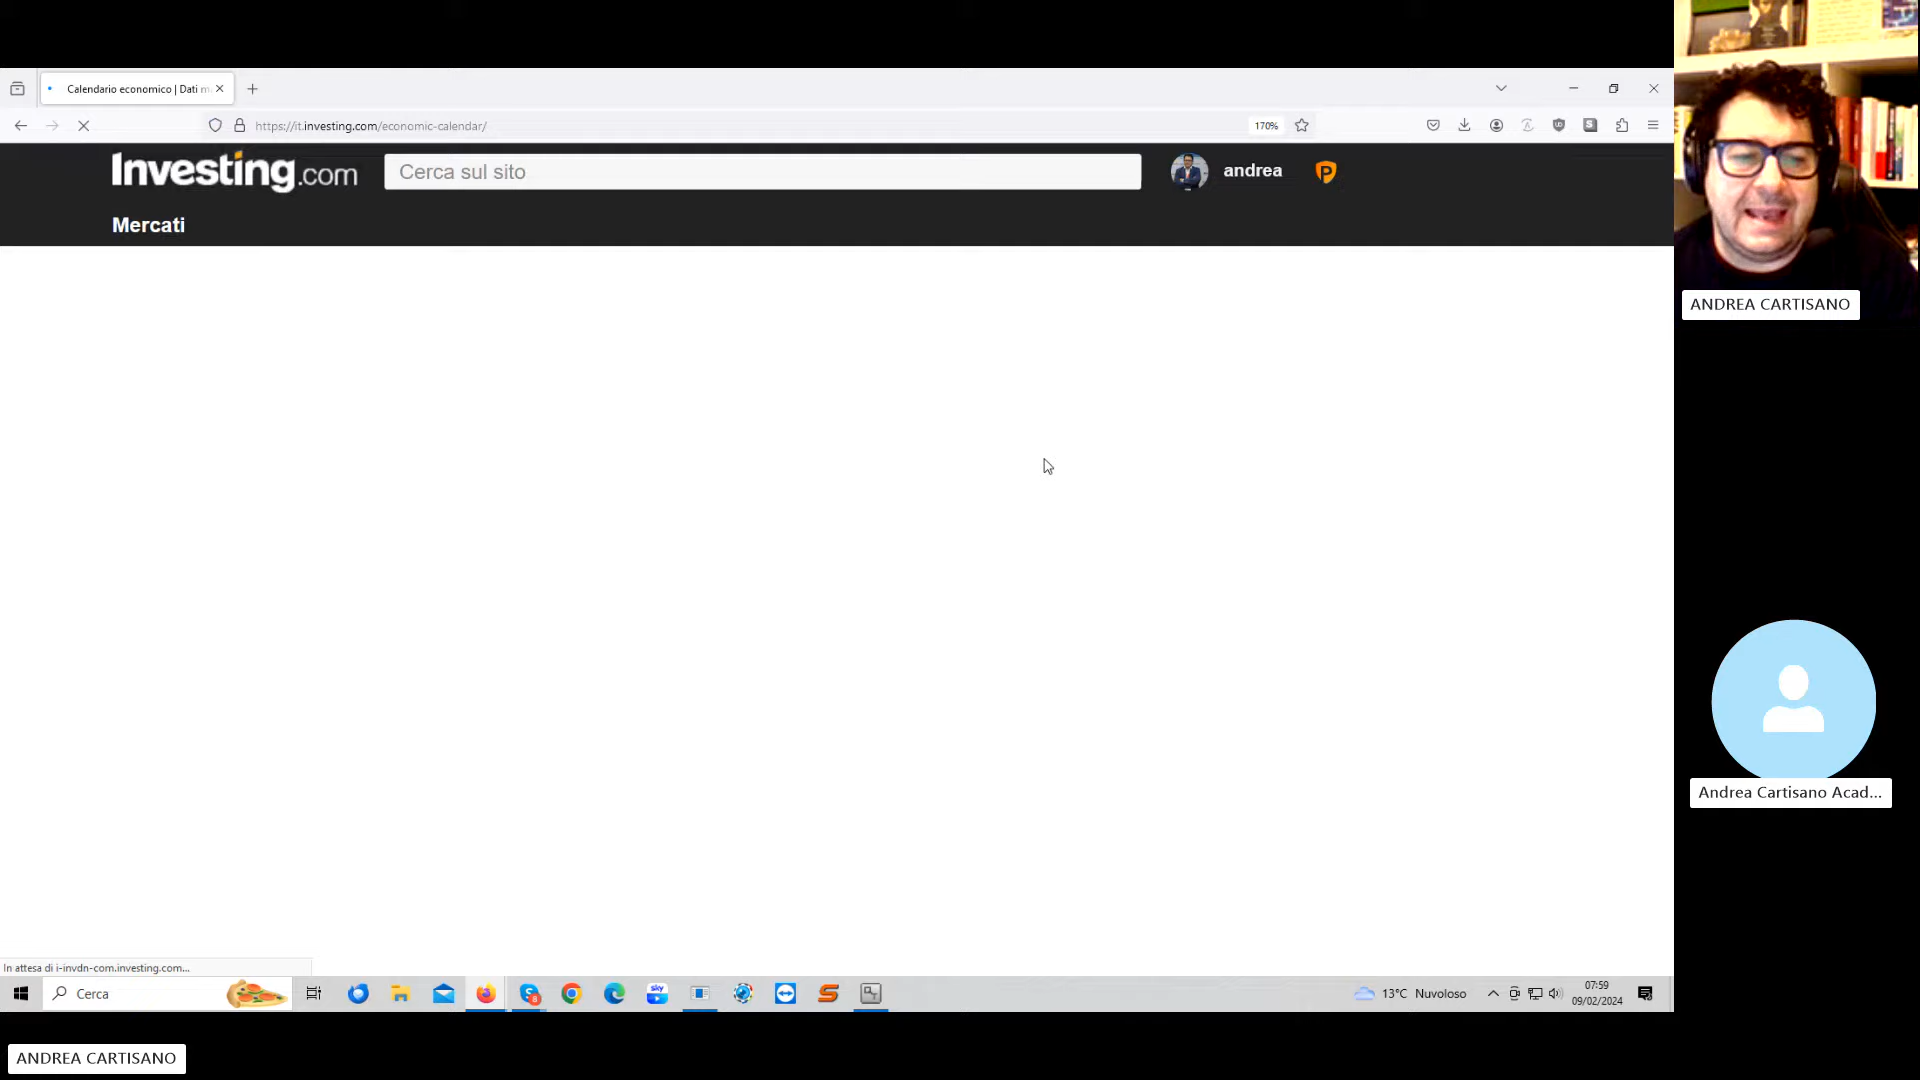 Calendario economico | Dati m
https://it.investing.com/economic-calendar/
170%
Investing.com
Cerca sul sito
andrea
Mercati
ANDREA CARTISANO
Andrea Cartisano Acad...
In attesa di i-invdn-com.investing.com...
Cerca
sky
13°C Nuvoloso
07:59
09/02/2024
ANDREA CARTISANO